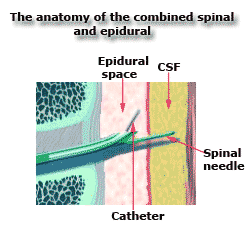 The anatomy of the combined spinal
and epidural
Epidural
space
CSF
Spinal
needle
Catheter